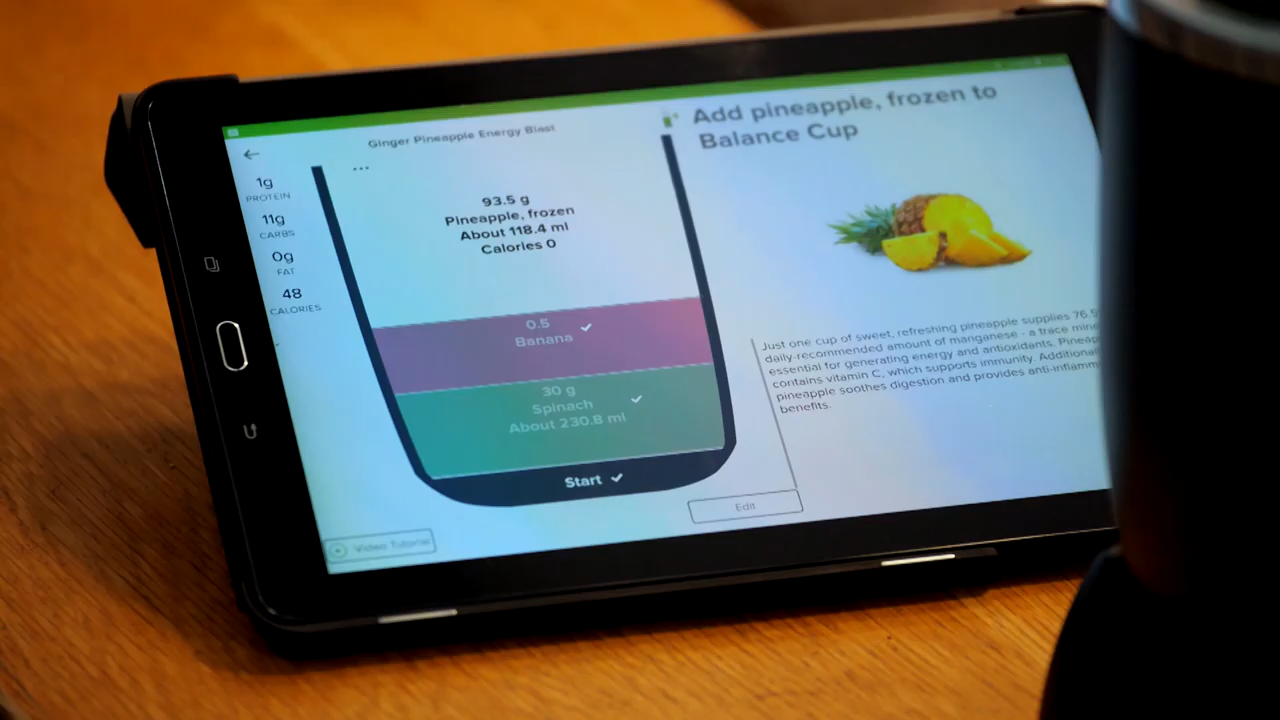 Ginger Pineapple Energy Blast
1g
PROTEIN
11g
CARBS
0g
FAT
48
CALORIES
93.5 g
Pineapple, frozen
About 118.4 ml
Calories 0
0.5
Banana
30 g
Spinach
About 230.8 ml
Start
Video Tutorial
Add pineapple, frozen to
Balance Cup
Just one cup of sweet, refreshing pineapple supplies 76.5
daily-recommended amount of manganese - a trace
essential for generating energy and antioxidants.
contains vitamin C, which supports immunity.
pineapple soothes digestion and provides
benefits.
Edit